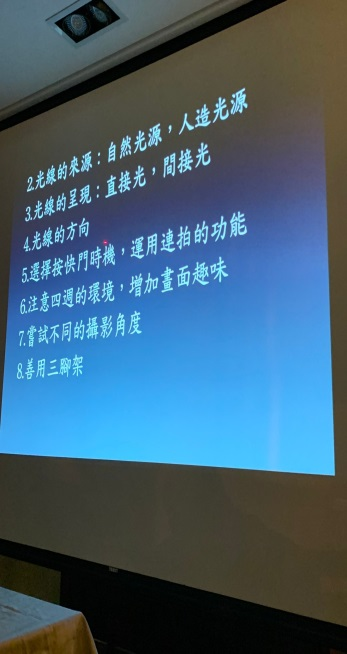 2.光線的來源：自然光源，人造光源
3.光線的呈現：直接光，間接光
4.光線的方向
5.選擇按快門時機，運用連拍的功能
6.注意四週的環境，增加畫面趣味
7.嘗試不同的攝影角度
8.善用三腳架